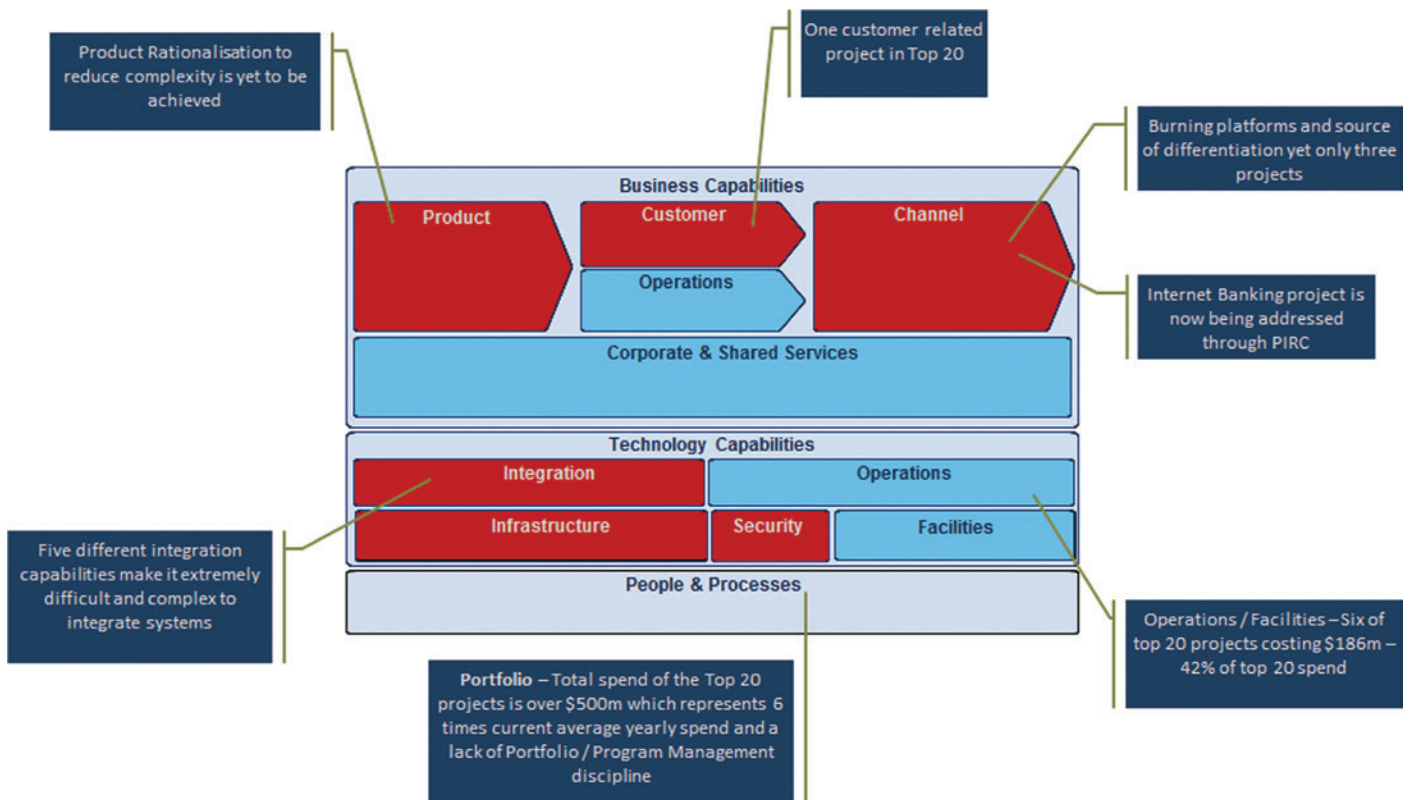 Product Rationalisation to
reduce complexity is yet to be
achieved
One customer related
project in Top 20
Burning platforms and source
of differentiation yet only three
projects
Business Capabilities
Product
Customer
Channel
Operations
Internet Banking project is
now being addressed
through PIRC
Corporate & Shared Services
Technology Capabilities
Integration
Operations
Infrastructure
Security
Facilities
Five different integration
capabilities make it extremely
difficult and complex to
integrate systems
People & Processes
Operations / Facilities – Six of
top 20 projects costing $186m –
42% of top 20 spend
Portfolio – Total spend of the Top 20
projects is over $500m which represents 6
times current average yearly spend and a
lack of Portfolio / Program Management
discipline